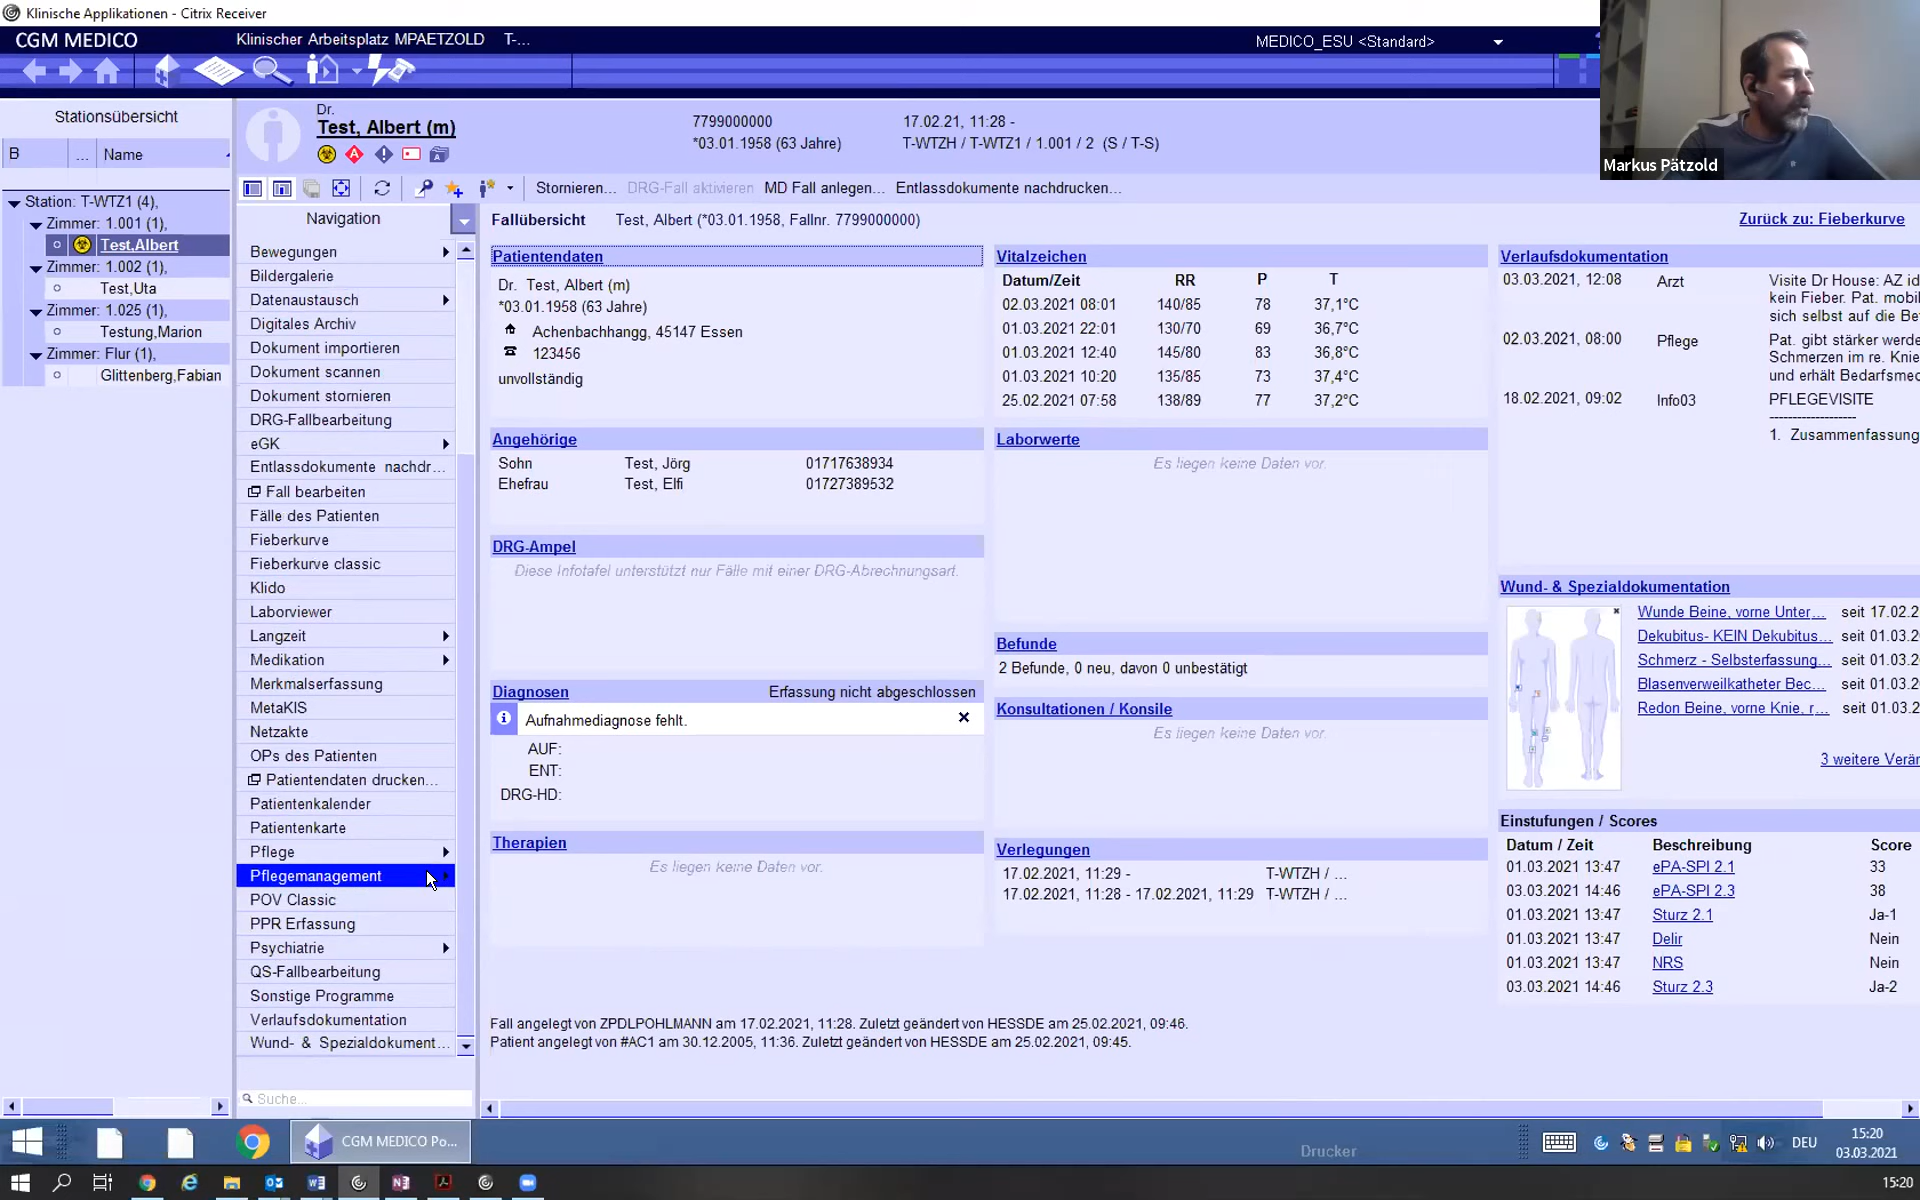 Klinische Applikationen - Citrix Receiver
CGM MEDICO
Klinischer Arbeitsplatz MPAETZOLD T-...
MEDICO_ESU <Standard>
Markus Pätzold
Stationsübersicht
B ... Name
Station: T-WTZ1 (4),
Zimmer: 1.001 (1),
Test,Albert
Zimmer: 1.002 (1),
Test,Uta
Zimmer: 1.025 (1),
Testung,Marion
Zimmer: Flur (1),
Glittenberg,Fabian
Dr.
Test, Albert (m)
7799000000
*03.01.1958 (63 Jahre)
17.02.21, 11:28 -
T-WTZH / T-WTZ1 / 1.001 / 2 (S / T-S)
Stornieren... DRG-Fall aktivieren MD Fall anlegen... Entlassdokumente nachdrucken...
Navigation
Bewegungen
Bildergalerie
Datenaustausch
Digitales Archiv
Dokument importieren
Dokument scannen
Dokument stornieren
DRG-Fallbearbeitung
eGK
Entlassdokumente nachdr...
Fall bearbeiten
Fälle des Patienten
Fieberkurve
Fieberkurve classic
Klido
Laborviewer
Langzeit
Medikation
Merkmalserfassung
MetaKIS
Netzakte
OPs des Patienten
Patientendaten drucken...
Patientenkalender
Patientenkarte
Pflege
Pflegemanagement
POV Classic
PPR Erfassung
Psychiatrie
QS-Fallbearbeitung
Sonstige Programme
Verlaufsdokumentation
Wund- & Spezialdokument...
Suche...
Fallübersicht Test, Albert (*03.01.1958, Fallnr. 7799000000)
Zurück zu: Fieberkurve
Patientendaten
Dr. Test, Albert (m)
*03.01.1958 (63 Jahre)
Achenbachhangg, 45147 Essen
123456
unvollständig
Angehörige
Sohn Test, Jörg 01717638934
Ehefrau Test, Elfi 01727389532
DRG-Ampel
Diese Infotafel unterstützt nur Fälle mit einer DRG-Abrechnungsart.
Diagnosen Erfassung nicht abgeschlossen
Aufnahmediagnose fehlt.
AUF:
ENT:
DRG-HD:
Therapien
Es liegen keine Daten vor.
Vitalzeichen
Datum/Zeit RR P T
02.03.2021 08:01 140/85 78 37,1°C
01.03.2021 22:01 130/70 69 36,7°C
01.03.2021 12:40 145/80 83 36,8°C
01.03.2021 10:20 135/85 73 37,4°C
25.02.2021 07:58 138/89 77 37,2°C
Laborwerte
Es liegen keine Daten vor.
Befunde
2 Befunde, 0 neu, davon 0 unbestätigt
Konsultationen / Konsile
Es liegen keine Daten vor.
Verlegungen
17.02.2021, 11:29 - T-WTZH / ...
17.02.2021, 11:28 - 17.02.2021, 11:29 T-WTZH / ...
Verlaufsdokumentation
03.03.2021, 12:08 Arzt Visite Dr House: AZ id
kein Fieber. Pat. mobil
sich selbst auf die Be
02.03.2021, 08:00 Pflege Pat. gibt stärker werde
Schmerzen im re. Knie
und erhält Bedarfsmed
18.02.2021, 09:02 Info03 PFLEGEVISITE
------------------
1. Zusammenfassung
Wund- & Spezialdokumentation
Wunde Beine, vorne Unter... seit 17.02.2
Dekubitus- KEIN Dekubitus... seit 01.03.2
Schmerz - Selbsterfassung... seit 01.03.2
Blasenverweilkatheter Bec... seit 01.03.2
Redon Beine, vorne Knie, r... seit 01.03.2
3 weitere Verän
Einstufungen / Scores
Datum / Zeit Beschreibung Score
01.03.2021 13:47 ePA-SPI 2.1 33
03.03.2021 14:46 ePA-SPI 2.3 38
01.03.2021 13:47 Sturz 2.1 Ja-1
01.03.2021 13:47 Delir Nein
01.03.2021 13:47 NRS Nein
03.03.2021 14:46 Sturz 2.3 Ja-2
Fall angelegt von ZPDLPOHLMANN am 17.02.2021, 11:28. Zuletzt geändert von HESSDE am 25.02.2021, 09:46.
Patient angelegt von #AC1 am 30.12.2005, 11:36. Zuletzt geändert von HESSDE am 25.02.2021, 09:45.
CGM MEDICO Po...
Drucker
DEU
15:20
03.03.2021
15:20